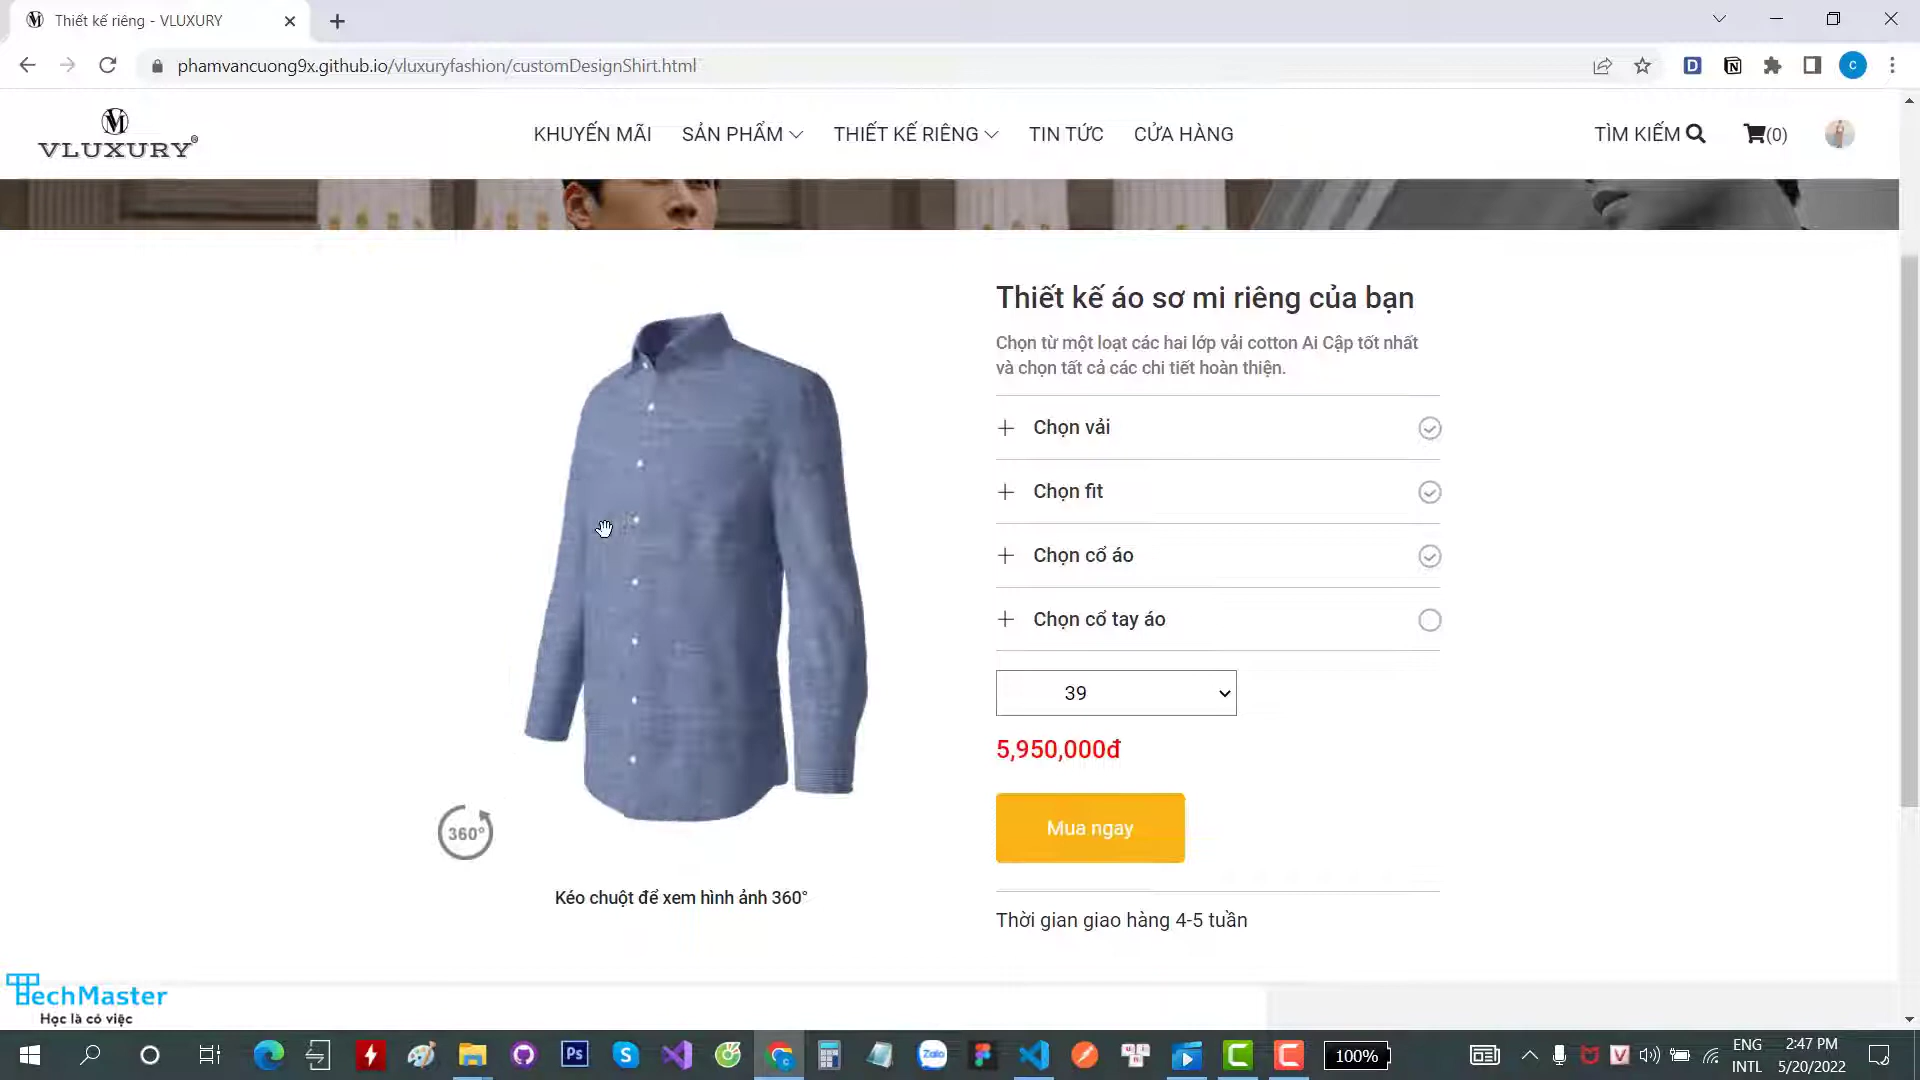 Thiết kế riêng - VLUXURY
phamvancuong9x.github.io/vluxuryfashion/customDesignShirt.html
D
C
VLUXURY®
KHUYẾN MÃI
SẢN PHẨM
THIẾT KẾ RIÊNG
TIN TỨC
CỬA HÀNG
TÌM KIẾM
(0)
Thiết kế áo sơ mi riêng của bạn
Chọn từ một loạt các hai lớp vải cotton Ai Cập tốt nhất
và chọn tất cả các chi tiết hoàn thiện.
Chọn vải
Chọn fit
Chọn cổ áo
Chọn cổ tay áo
39
5,950,000đ
Mua ngay
360°
Kéo chuột để xem hình ảnh 360°
Thời gian giao hàng 4-5 tuần
TechMaster
Học là có việc
Ps
Zalo
100%
ENG
INTL
2:47 PM
5/20/2022